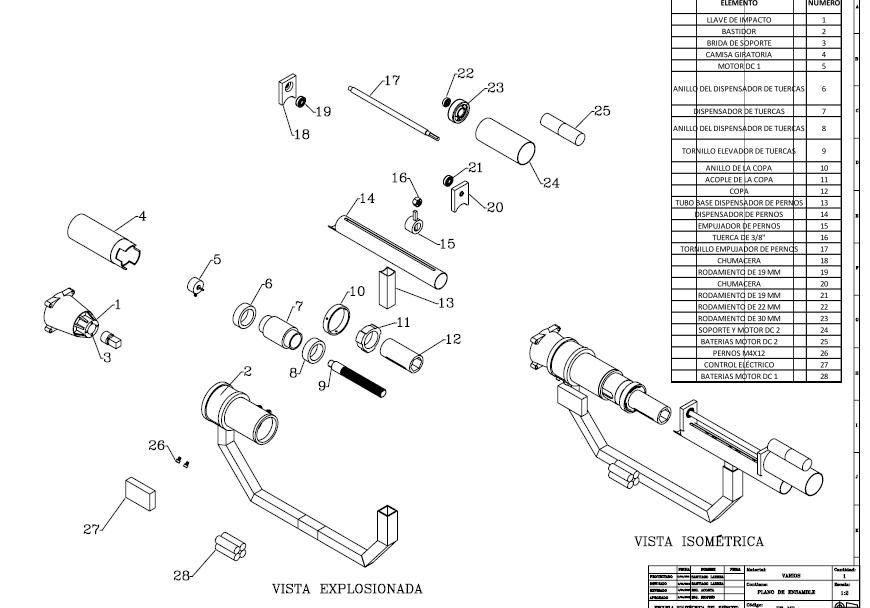 ELEMENTO NUMERO
LLAVE DE IMPACTO 1
BASTIDOR 2
BRIDA DE SOPORTE 3
CAMISA GIRATORIA 4
MOTOR DC 1 5
ANILLO DEL DISPENSADOR DE TUERCAS 6
DISPENSADOR DE TUERCAS 7
ANILLO DEL DISPENSADOR DE TUERCAS 8
TORNILLO ELEVADOR DE TUERCAS 9
ANILLO DE LA COPA 10
ACOPLE DE LA COPA 11
COPA 12
TUBO BASE DISPENSADOR DE PERNOS 13
DISPENSADOR DE PERNOS 14
EMPUJADOR DE PERNOS 15
TUERCA DE 3/8" 16
TORNILLO EMPUJADOR DE PERNOS 17
CHUMACERA 18
RODAMIENTO DE 19 MM 19
CHUMACERA 20
RODAMIENTO DE 19 MM 21
RODAMIENTO DE 22 MM 22
RODAMIENTO DE 30 MM 23
SOPORTE Y MOTOR DC 2 24
BATERIAS MOTOR DC 2 25
PERNOS M4X12 26
CONTROL ELÉCTRICO 27
BATERIAS MOTOR DC 1 28
17
22
23
19
18
25
24
21
16
20
14
15
4
5
13
6
7
10
1
11
12
3
8
9
2
26
27
28
VISTA EXPLOSIONADA
VISTA ISOMÉTRICA
FECHA NOMBRE FIRMA
Material:
VARIOS
Cantidad:
1
Contiene:
PLANO DE ENSAMBLE
Escala:
1:2
Código: